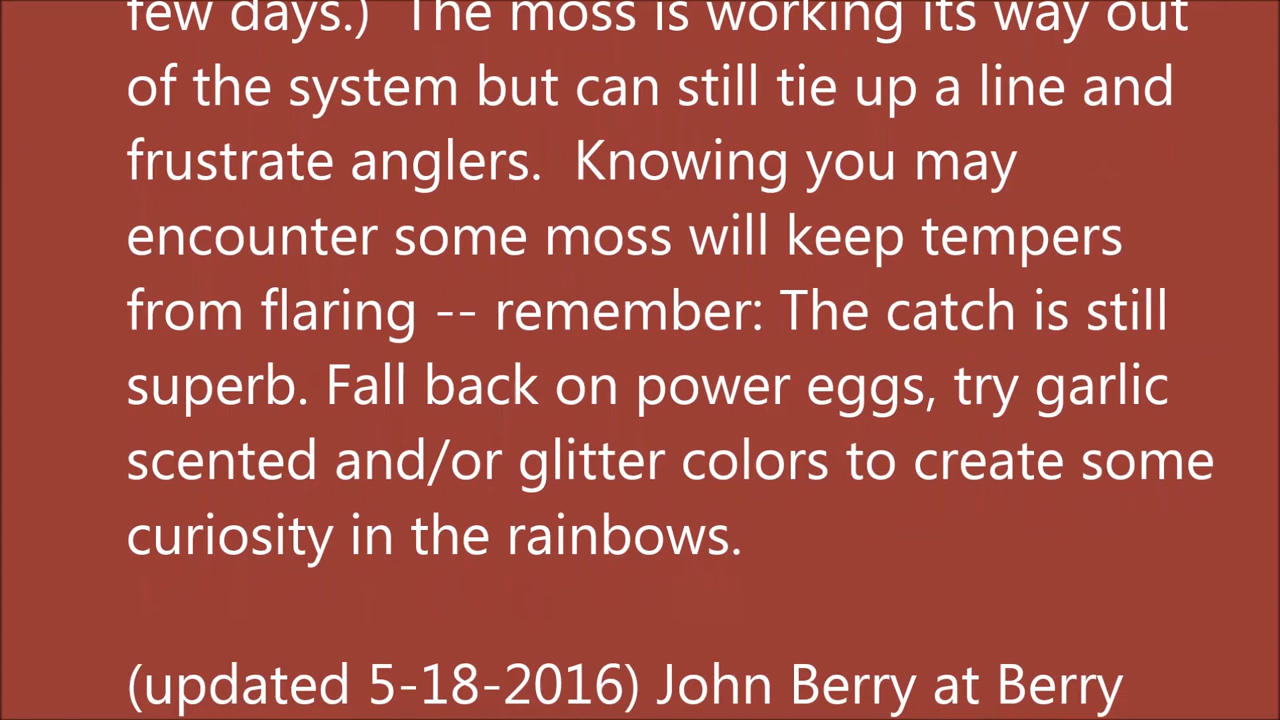 few days.)  The moss is working its way out
of the system but can still tie up a line and
frustrate anglers.  Knowing you may
encounter some moss will keep tempers
from flaring -- remember: The catch is still
superb. Fall back on power eggs, try garlic
scented and/or glitter colors to create some
curiosity in the rainbows.
(updated 5-18-2016) John Berry at Berry